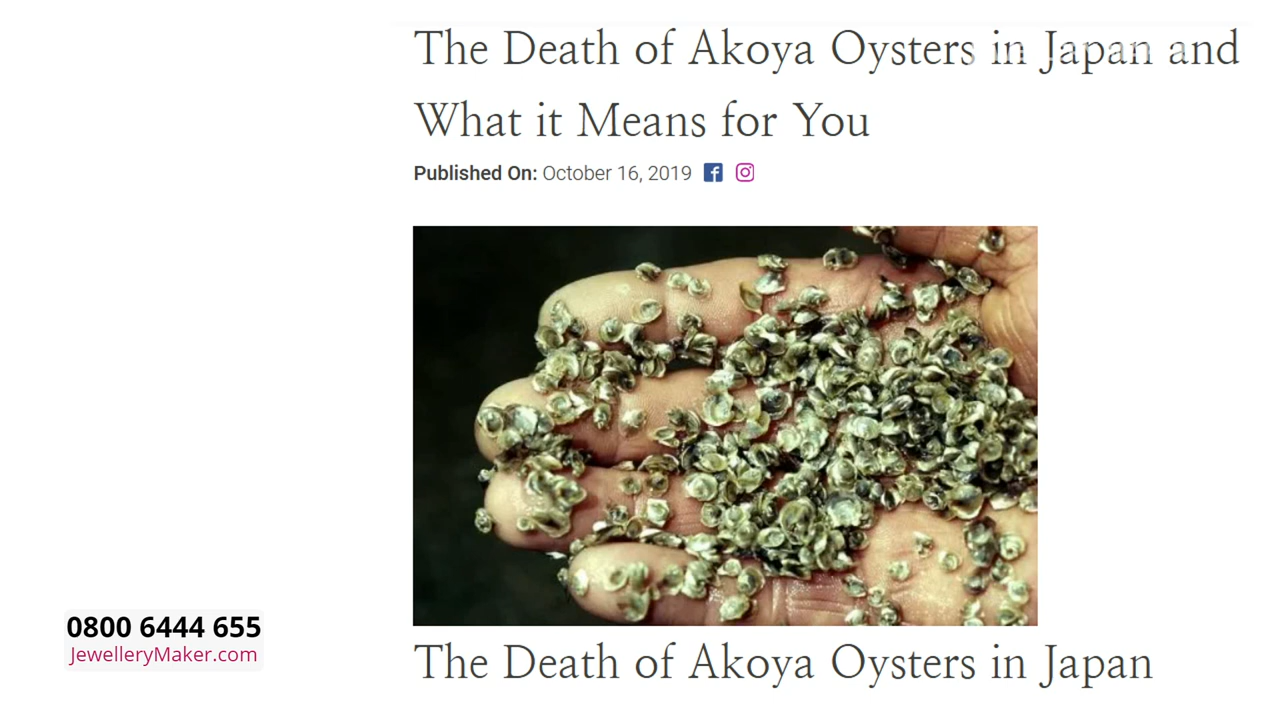 The Death of Akoya Oysters in Japan and
What it Means for You
Published On: October 16, 2019
0800 6444 655
JewelleryMaker.com
The Death of Akoya Oysters in Japan